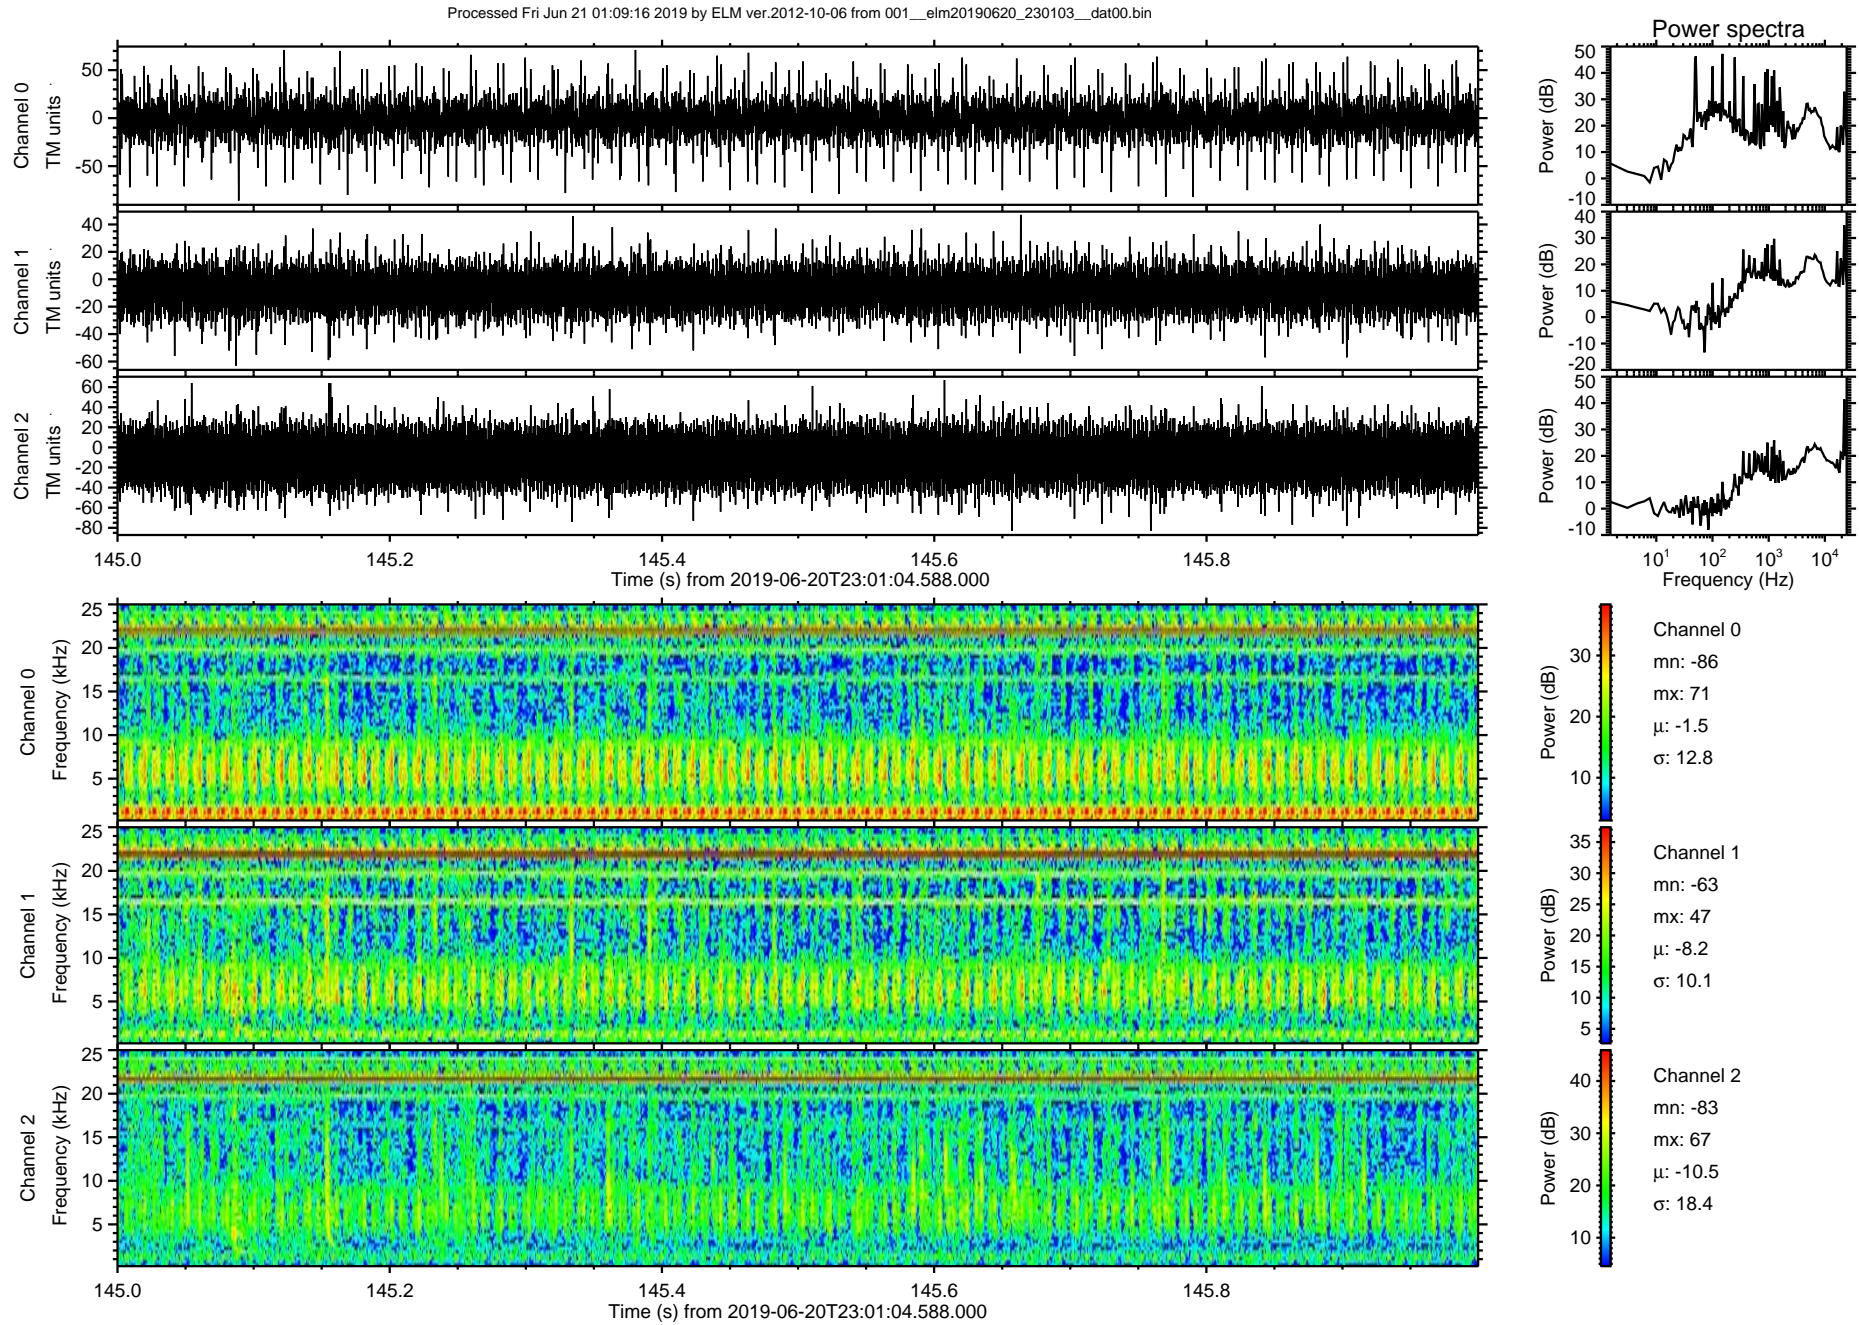 Processed Fri Jun 21 01:09:16 2019 by ELM ver.2012-10-06 from 001__elm20190620_230103__dat00.bin
Power spectra
Channel 0
TM units
50
0
-50
Power (dB)
50
40
30
20
10
0
-10
Channel 1
TM units
40
20
0
-20
-40
-60
Power (dB)
40
30
20
10
0
-10
-20
Channel 2
TM units
60
40
20
0
-20
-40
-60
-80
Power (dB)
50
40
30
20
10
0
-10
145.0 145.2 145.4 145.6 145.8
Time (s) from 2019-06-20T23:01:04.588.000
10^1 10^2 10^3 10^4
Frequency (Hz)
Channel 0
Frequency (kHz)
25
20
15
10
5
Power (dB)
30
20
10
Channel 0
mn: -86
mx: 71
μ: -1.5
σ: 12.8
Channel 1
Frequency (kHz)
25
20
15
10
5
Power (dB)
35
30
25
20
15
10
5
Channel 1
mn: -63
mx: 47
μ: -8.2
σ: 10.1
Channel 2
Frequency (kHz)
25
20
15
10
5
Power (dB)
40
30
20
10
Channel 2
mn: -83
mx: 67
μ: -10.5
σ: 18.4
145.0 145.2 145.4 145.6 145.8
Time (s) from 2019-06-20T23:01:04.588.000